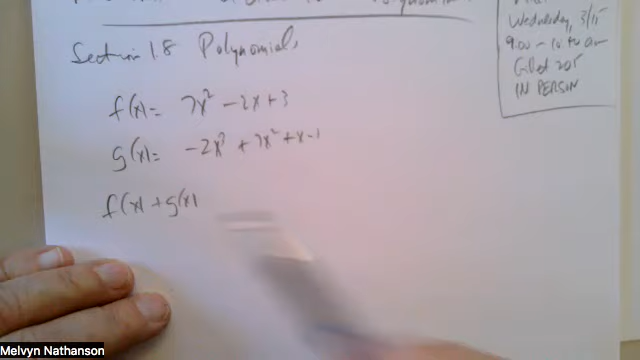 Section 1.8 Polynomials
f(x) = 7x² - 2x + 3
g(x) = -2x³ + 7x² + x - 1
f(x) + g(x)
Wednesday, 3/15
9:00 - 10:40 am
Gillet 205
IN PERSON
Melvyn Nathanson